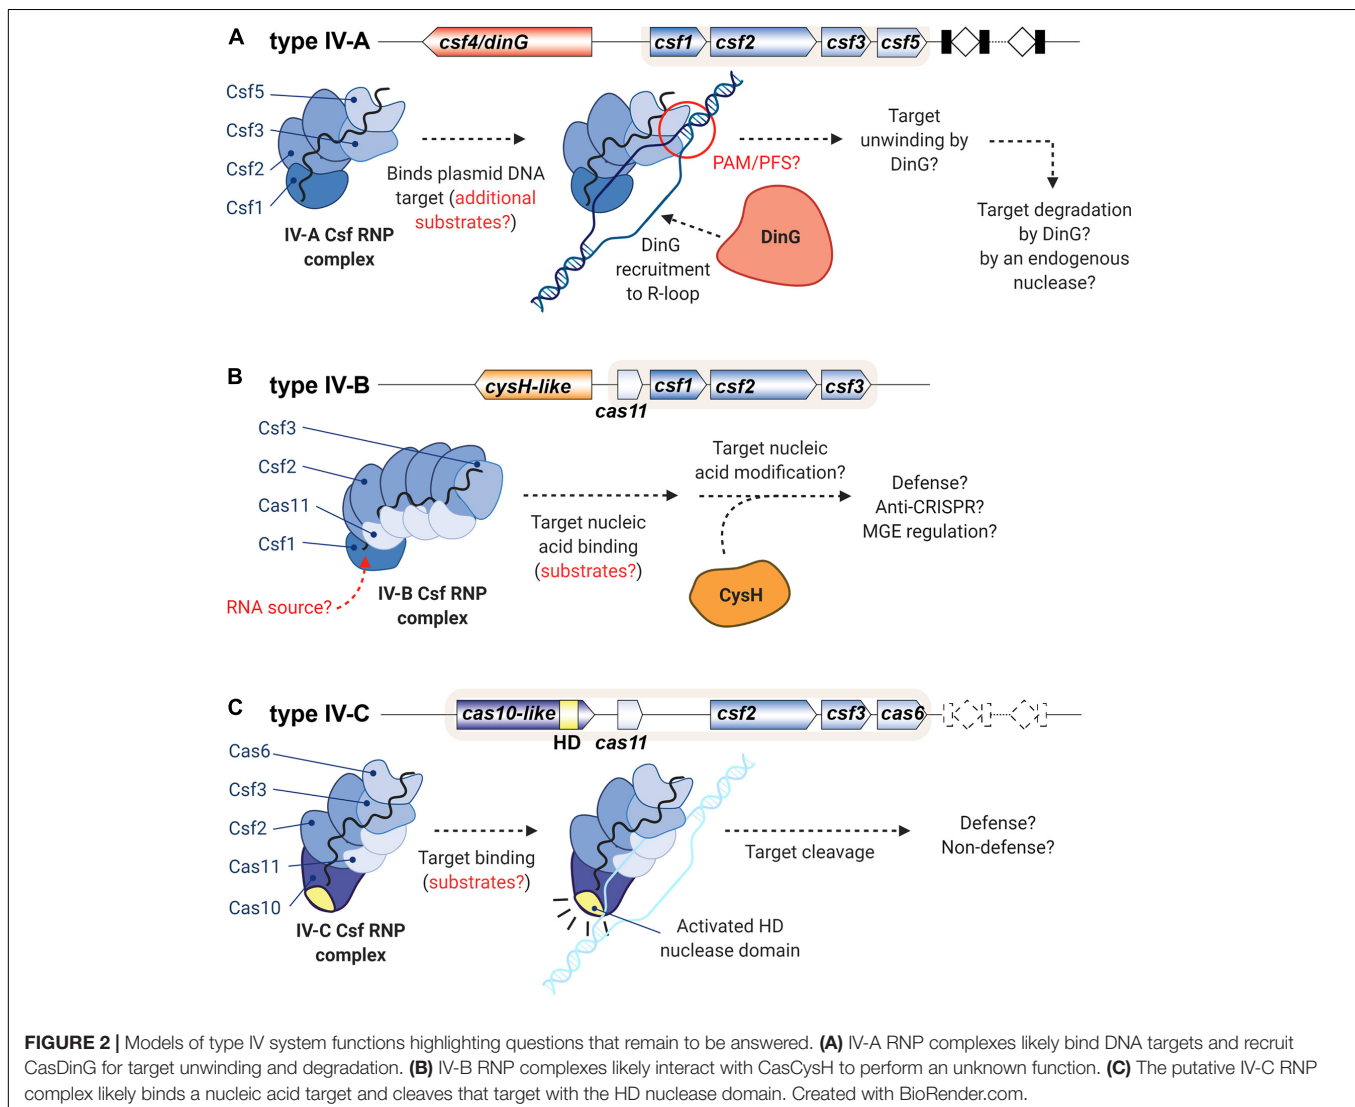 A type IV-A csf4/dinG csf1 csf2 csf3 csf5
Csf5
Csf3
Csf2
Csf1
IV-A Csf RNP
complex
Binds plasmid DNA
target (additional
substrates?)
PAM/PFS?
DinG
recruitment
to R-loop
DinG
Target
unwinding by
DinG?
Target degradation
by DinG?
by an endogenous
nuclease?
B type IV-B cysH-like cas11 csf1 csf2 csf3
Csf3
Csf2
Cas11
Csf1
RNA source?
IV-B Csf RNP
complex
Target nucleic
acid binding
(substrates?)
Target nucleic
acid modification?
CysH
Defense?
Anti-CRISPR?
MGE regulation?
C type IV-C cas10-like HD cas11 csf2 csf3 cas6
Cas6
Csf3
Csf2
Cas11
Cas10
IV-C Csf RNP
complex
Target binding
(substrates?)
Activated HD
nuclease domain
Target cleavage
Defense?
Non-defense?
FIGURE 2 | Models of type IV system functions highlighting questions that remain to be answered. (A) IV-A RNP complexes likely bind DNA targets and recruit
CasDinG for target unwinding and degradation. (B) IV-B RNP complexes likely interact with CasCysH to perform an unknown function. (C) The putative IV-C RNP
complex likely binds a nucleic acid target and cleaves that target with the HD nuclease domain. Created with BioRender.com.